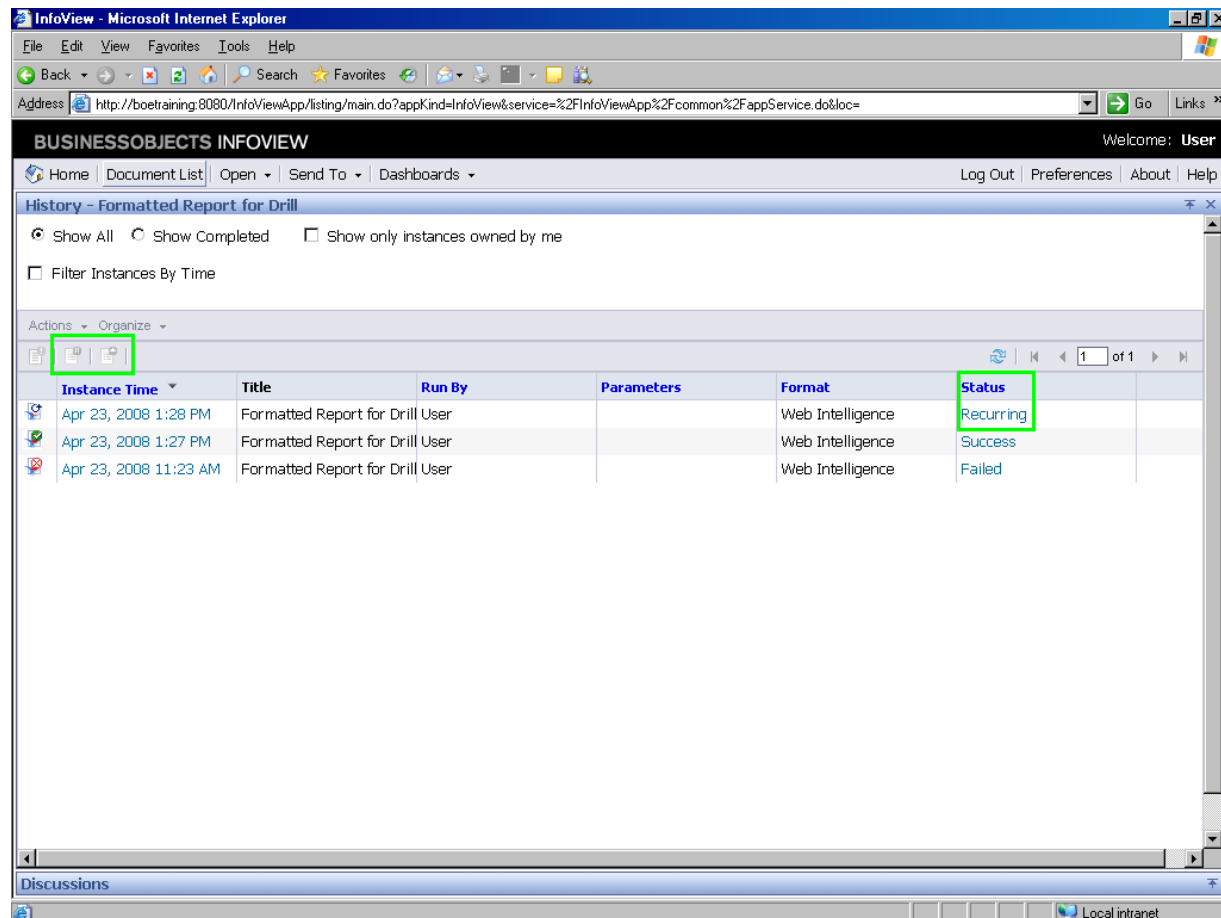 InfoView - Microsoft Internet Explorer
File Edit View Favorites Tools Help
Back Search Favorites
Address http://boetraining:8080/InfoViewApp/listing/main.do?appKind=InfoView&service=%2FInfoViewApp%2Fcommon%2FappService.do&loc= Go Links »
BUSINESSOBJECTS INFOVIEW Welcome: User
Home Document List Open Send To Dashboards Log Out Preferences About Help
History - Formatted Report for Drill
Show All Show Completed Show only instances owned by me
Filter Instances By Time
Actions Organize
1 of 1
Instance Time Title Run By Parameters Format Status
Apr 23, 2008 1:28 PM Formatted Report for Drill User Web Intelligence Recurring
Apr 23, 2008 1:27 PM Formatted Report for Drill User Web Intelligence Success
Apr 23, 2008 11:23 AM Formatted Report for Drill User Web Intelligence Failed
Discussions
Local intranet